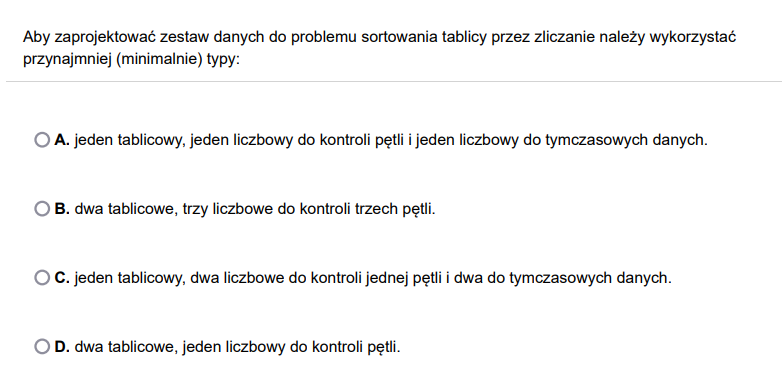 Aby zaprojektować zestaw danych do problemu sortowania tablicy przez zliczanie należy wykorzystać
przynajmniej (minimalnie) typy:
A. jeden tablicowy, jeden liczbowy do kontroli pętli i jeden liczbowy do tymczasowych danych.
B. dwa tablicowe, trzy liczbowe do kontroli trzech pętli.
C. jeden tablicowy, dwa liczbowe do kontroli jednej pętli i dwa do tymczasowych danych.
D. dwa tablicowe, jeden liczbowy do kontroli pętli.